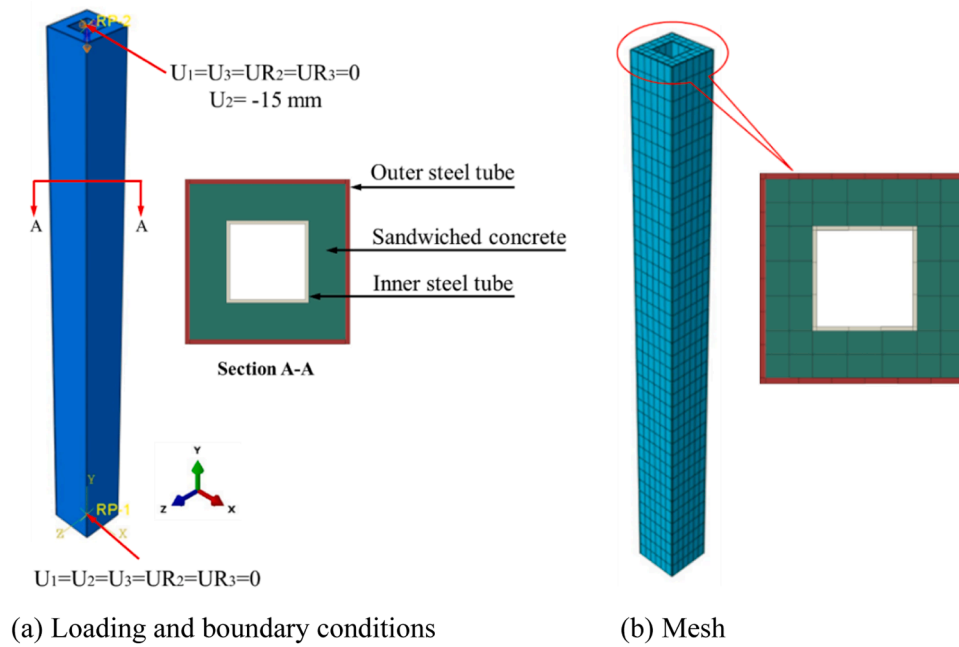 RP-2
U₁=U₃=UR₂=UR₃=0
U₂= -15 mm
Outer steel tube
A A
Sandwiched concrete
Inner steel tube
Section A-A
Y
Z X
Y
RP-1
Z X
U₁=U₂=U₃=UR₂=UR₃=0
(a) Loading and boundary conditions
(b) Mesh